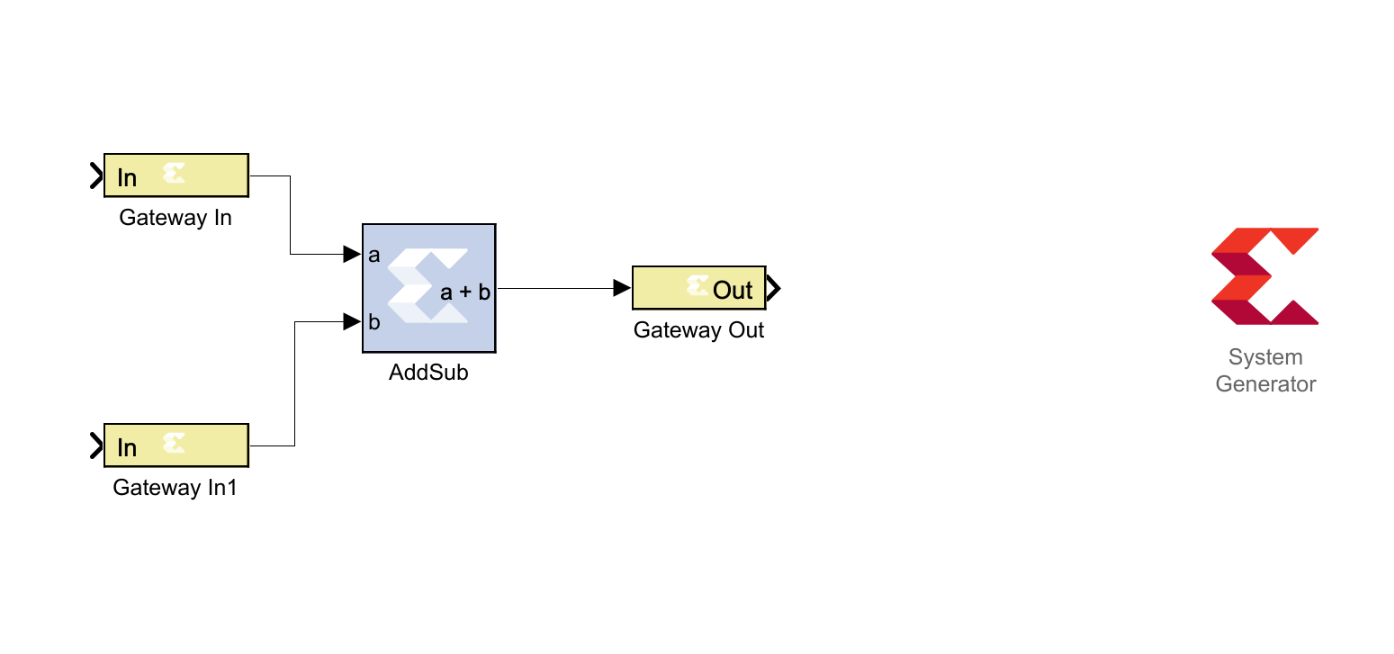 In
Gateway In
a
a + b
b
AddSub
In
Gateway In1
Out
Gateway Out
System
Generator